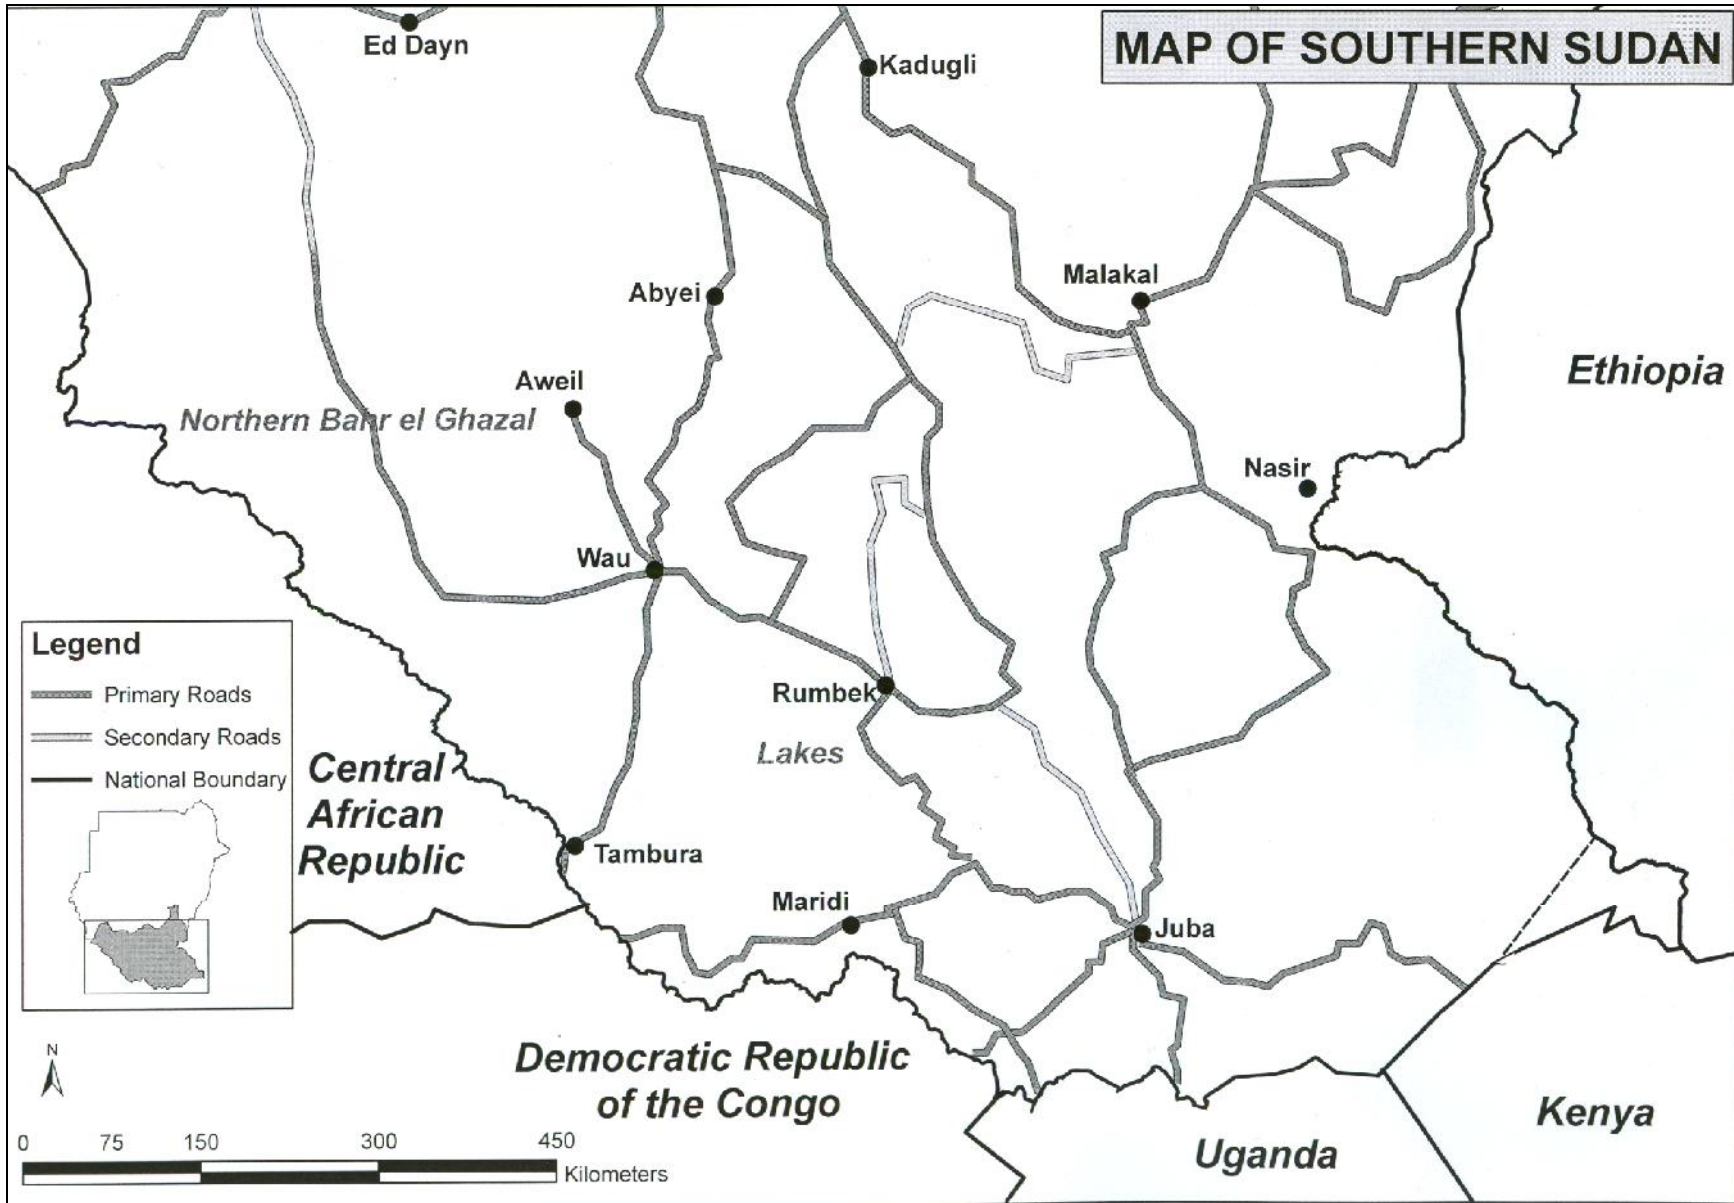 MAP OF SOUTHERN SUDAN
Ed Dayn
Kadugli
Malakal
Abyei
Ethiopia
Aweil
Northern Bahr el Ghazal
Nasir
Wau
Legend
Primary Roads
Secondary Roads
National Boundary
Rumbek
Lakes
Central
African
Republic
Tambura
Maridi
Juba
N
Democratic Republic
of the Congo
Kenya
Uganda
0 75 150 300 450
Kilometers